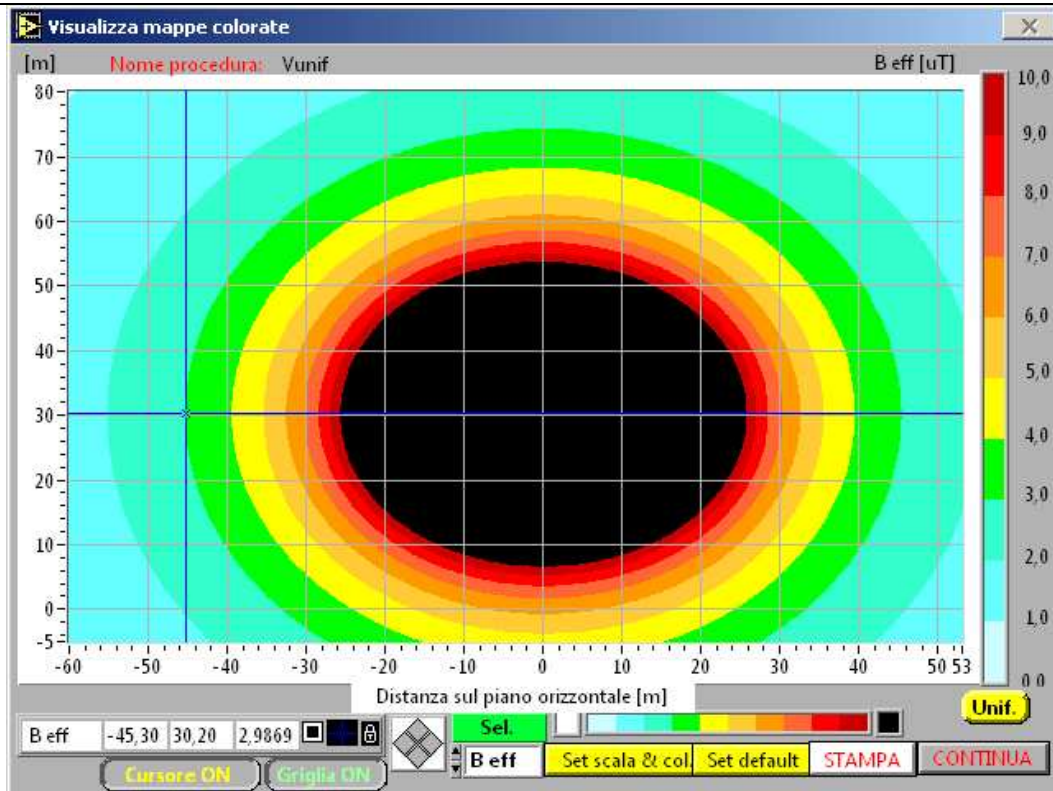 Visualizza mappe colorate
[m] Nome procedura: Vunif B eff [uT]
10,0
9,0
8,0
7,0
6,0
5,0
4,0
3,0
2,0
1,0
0,0
80
70
60
50
40
30
20
10
0
-5
-60 -50 -40 -30 -20 -10 0 10 20 30 40 50 53
Distanza sul piano orizzontale [m]
Unif.
B eff -45,30 30,20 2,9869
Sel.
B eff
Cursore ON Griglia ON
Set scala & col. Set default STAMPA CONTINUA